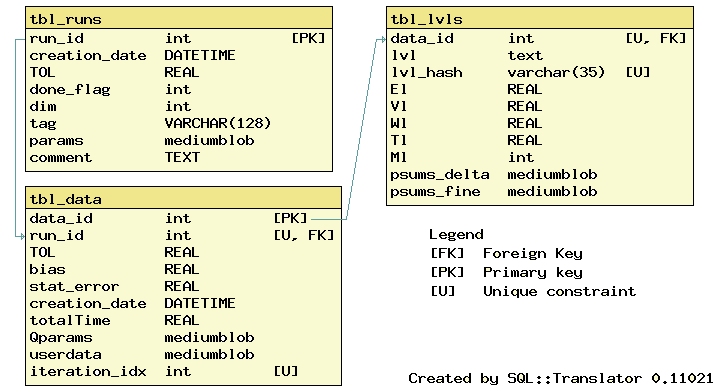 tbl_runs
run_id int [PK]
creation_date DATETIME
TOL REAL
done_flag int
dim int
tag VARCHAR(128)
params mediumblob
comment TEXT
tbl_data
data_id int [PK]
run_id int [U, FK]
TOL REAL
bias REAL
stat_error REAL
creation_date DATETIME
totalTime REAL
Qparams mediumblob
userdata mediumblob
iteration_idx int [U]
tbl_lvls
data_id int [U, FK]
lvl text
lvl_hash varchar(35) [U]
El REAL
Vl REAL
Wl REAL
Tl REAL
Ml int
psums_delta mediumblob
psums_fine mediumblob
Legend
[FK] Foreign Key
[PK] Primary key
[U] Unique constraint
Created by SQL::Translator 0.11021